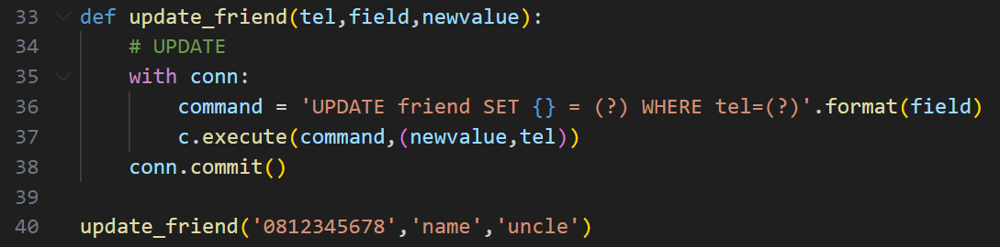 33 def update_friend(tel,field,newvalue):
34     # UPDATE
35     with conn:
36         command = 'UPDATE friend SET {} = (?) WHERE tel=(?)'.format(field)
37         c.execute(command,(newvalue,tel))
38     conn.commit()
39
40 update_friend('0812345678','name','uncle')